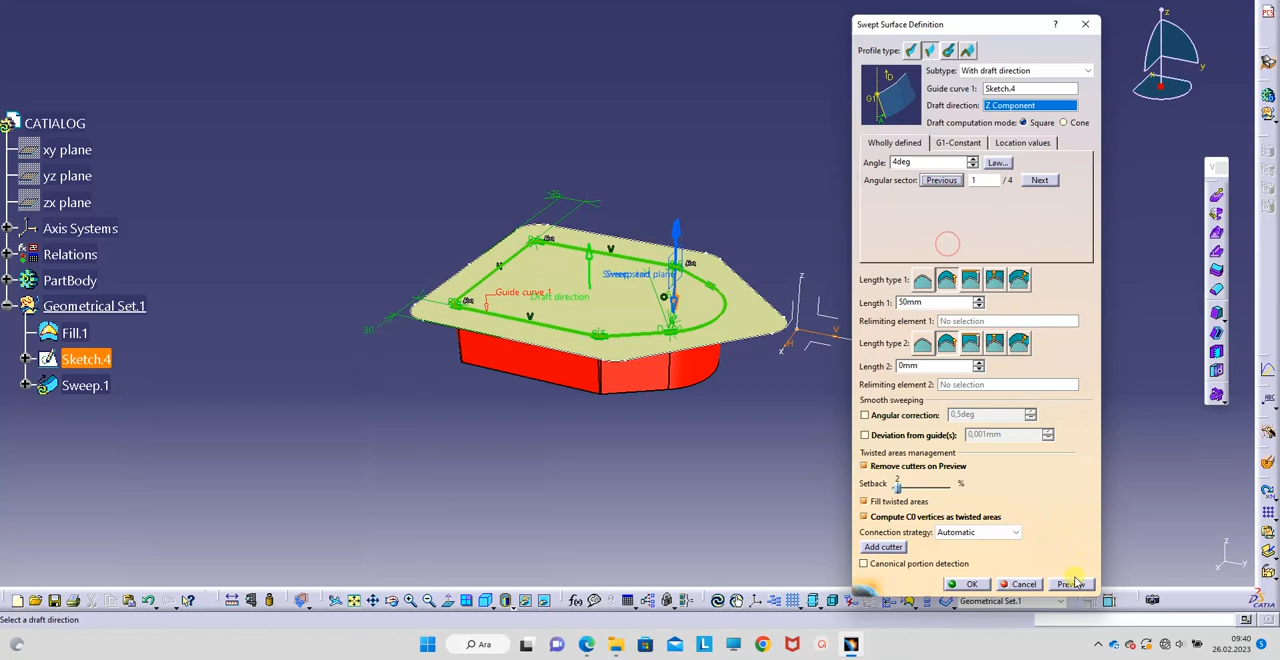 Swept Surface Definition
?
Profile type:
Subtype: With draft direction
Guide curve 1: Sketch.4
Draft direction: Z Component
Draft computation mode: Square Cone
Wholly defined G1-Constant Location values
Angle: 4deg Law...
Angular sector: Previous 1 / 4 Next
Length type 1:
Length 1: 50mm
Relimiting element 1: No selection
Length type 2:
Length 2: 0mm
Relimiting element 2: No selection
Smooth sweeping
Angular correction: 0,5deg
Deviation from guide(s): 0,001mm
Twisted areas management
Remove cutters on Preview
2
Setback %
Fill twisted areas
Compute C0 vertices as twisted areas
Connection strategy: Automatic
Add cutter
Canonical portion detection
OK Cancel Preview
CATIALOG
xy plane
yz plane
zx plane
Axis Systems
Relations
PartBody
Geometrical Set.1
Fill.1
Sketch.4
Sweep.1
35
30
Guide curve 1
Draft direction
H
V
V
z
x
V
H
z
y
x
z
x
Geometrical Set.1
CATIA
Select a draft direction
Ara
09:40
26.02.2023